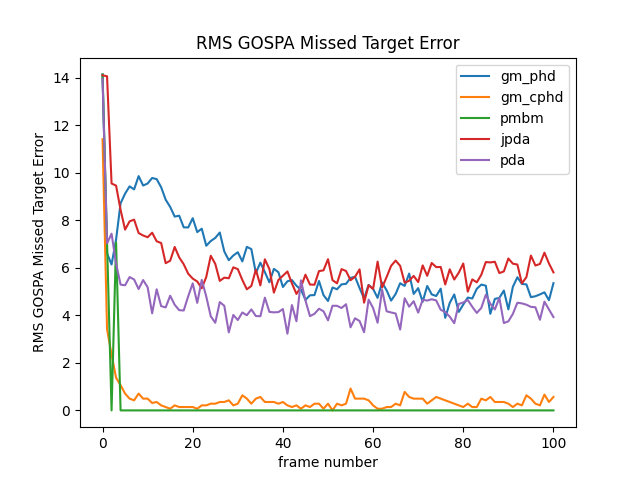 RMS GOSPA Missed Target Error
RMS GOSPA Missed Target Error
14
12
10
8
6
4
2
0
gm_phd
gm_cphd
pmbm
jpda
pda
0
20
40
60
80
100
frame number